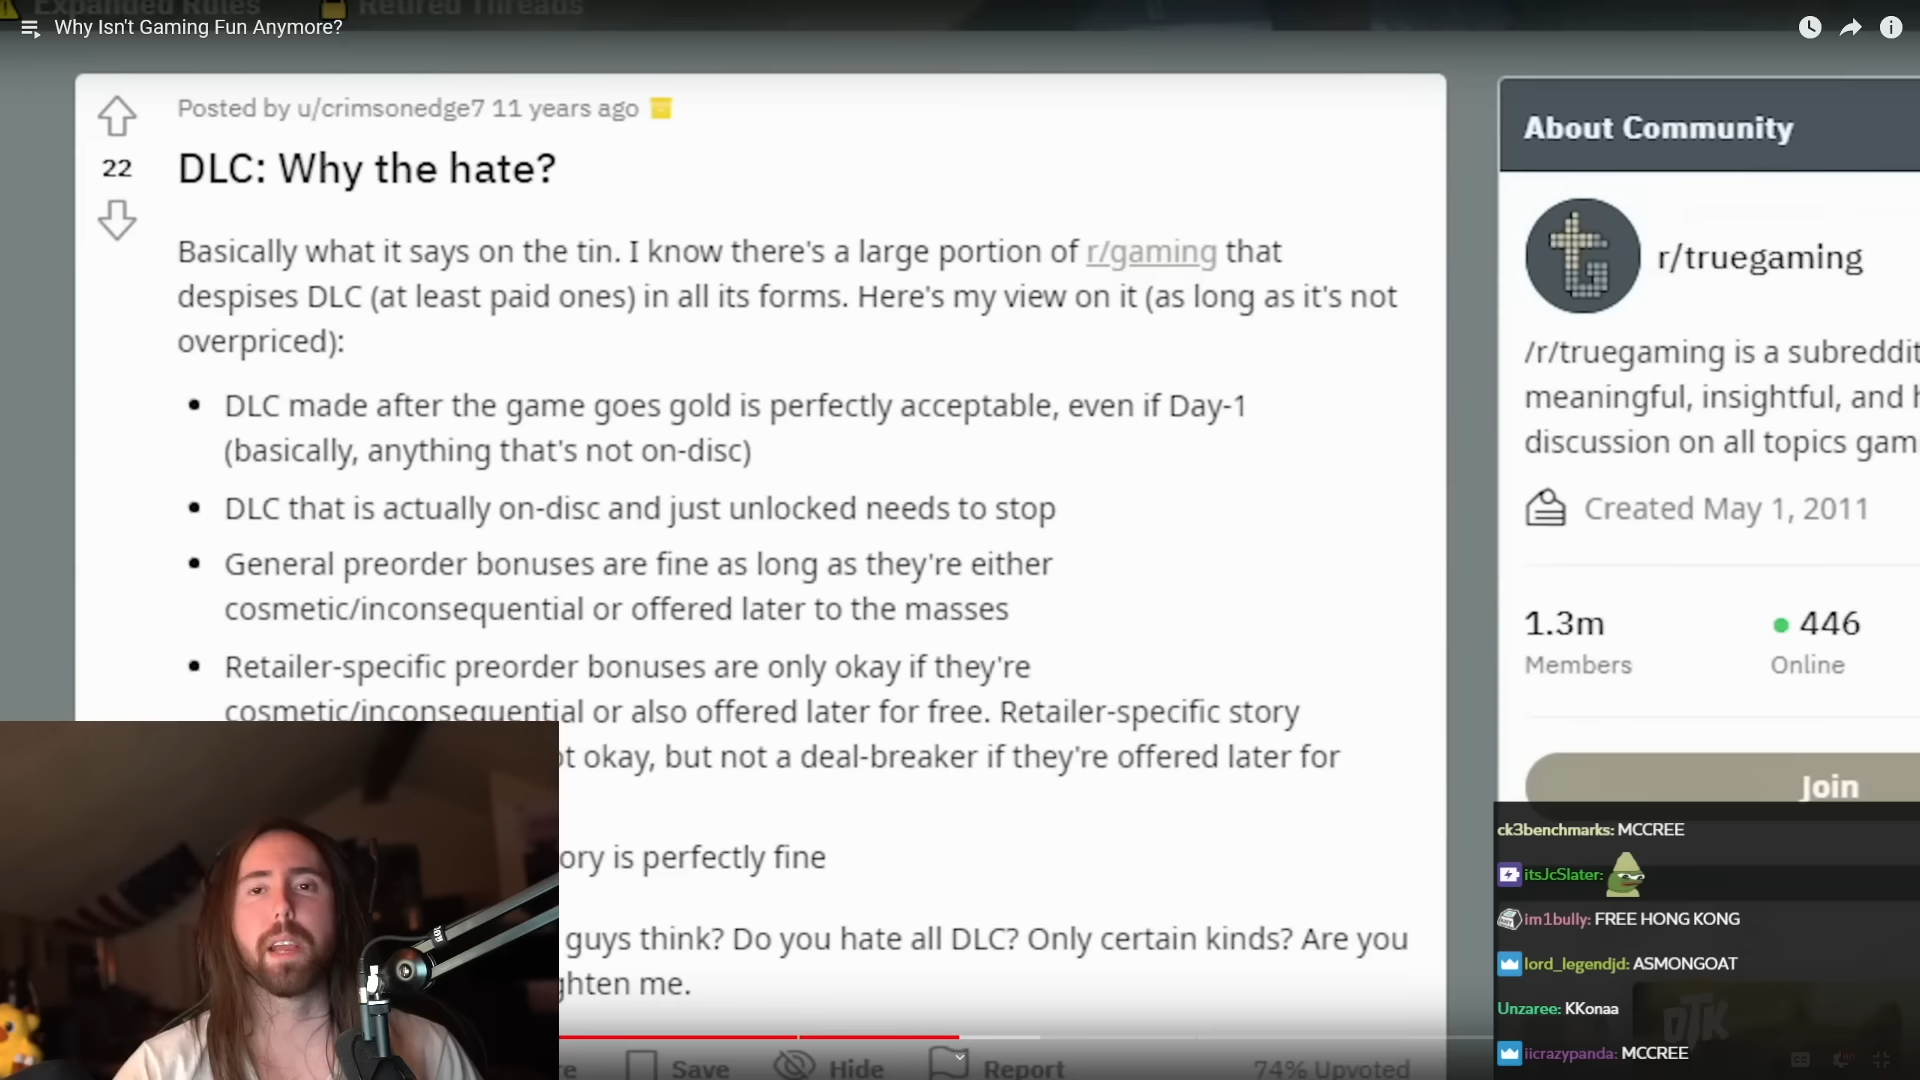 Expanded Rules
Retired Threads
Why Isn't Gaming Fun Anymore?
Posted by u/crimsonedge7 11 years ago
22
DLC: Why the hate?
Basically what it says on the tin. I know there's a large portion of r/gaming that
despises DLC (at least paid ones) in all its forms. Here's my view on it (as long as it's not
overpriced):
• DLC made after the game goes gold is perfectly acceptable, even if Day-1
(basically, anything that's not on-disc)
• DLC that is actually on-disc and just unlocked needs to stop
• General preorder bonuses are fine as long as they're either
cosmetic/inconsequential or offered later to the masses
• Retailer-specific preorder bonuses are only okay if they're
cosmetic/inconsequential or also offered later for free. Retailer-specific story
okay, but not a deal-breaker if they're offered later for
ory is perfectly fine
guys think? Do you hate all DLC? Only certain kinds? Are you
ghten me.
Save
Hide
Report
74% Upvoted
About Community
r/truegaming
/r/truegaming is a subreddit
meaningful, insightful, and h
discussion on all topics gam
Created May 1, 2011
1.3m
446
Members
Online
Join
ck3benchmarks: MCCREE
itsJcSlater:
im1bully: FREE HONG KONG
lord_legendjd: ASMONGOAT
Unzaree: KKonaa
iicrazypanda: MCCREE